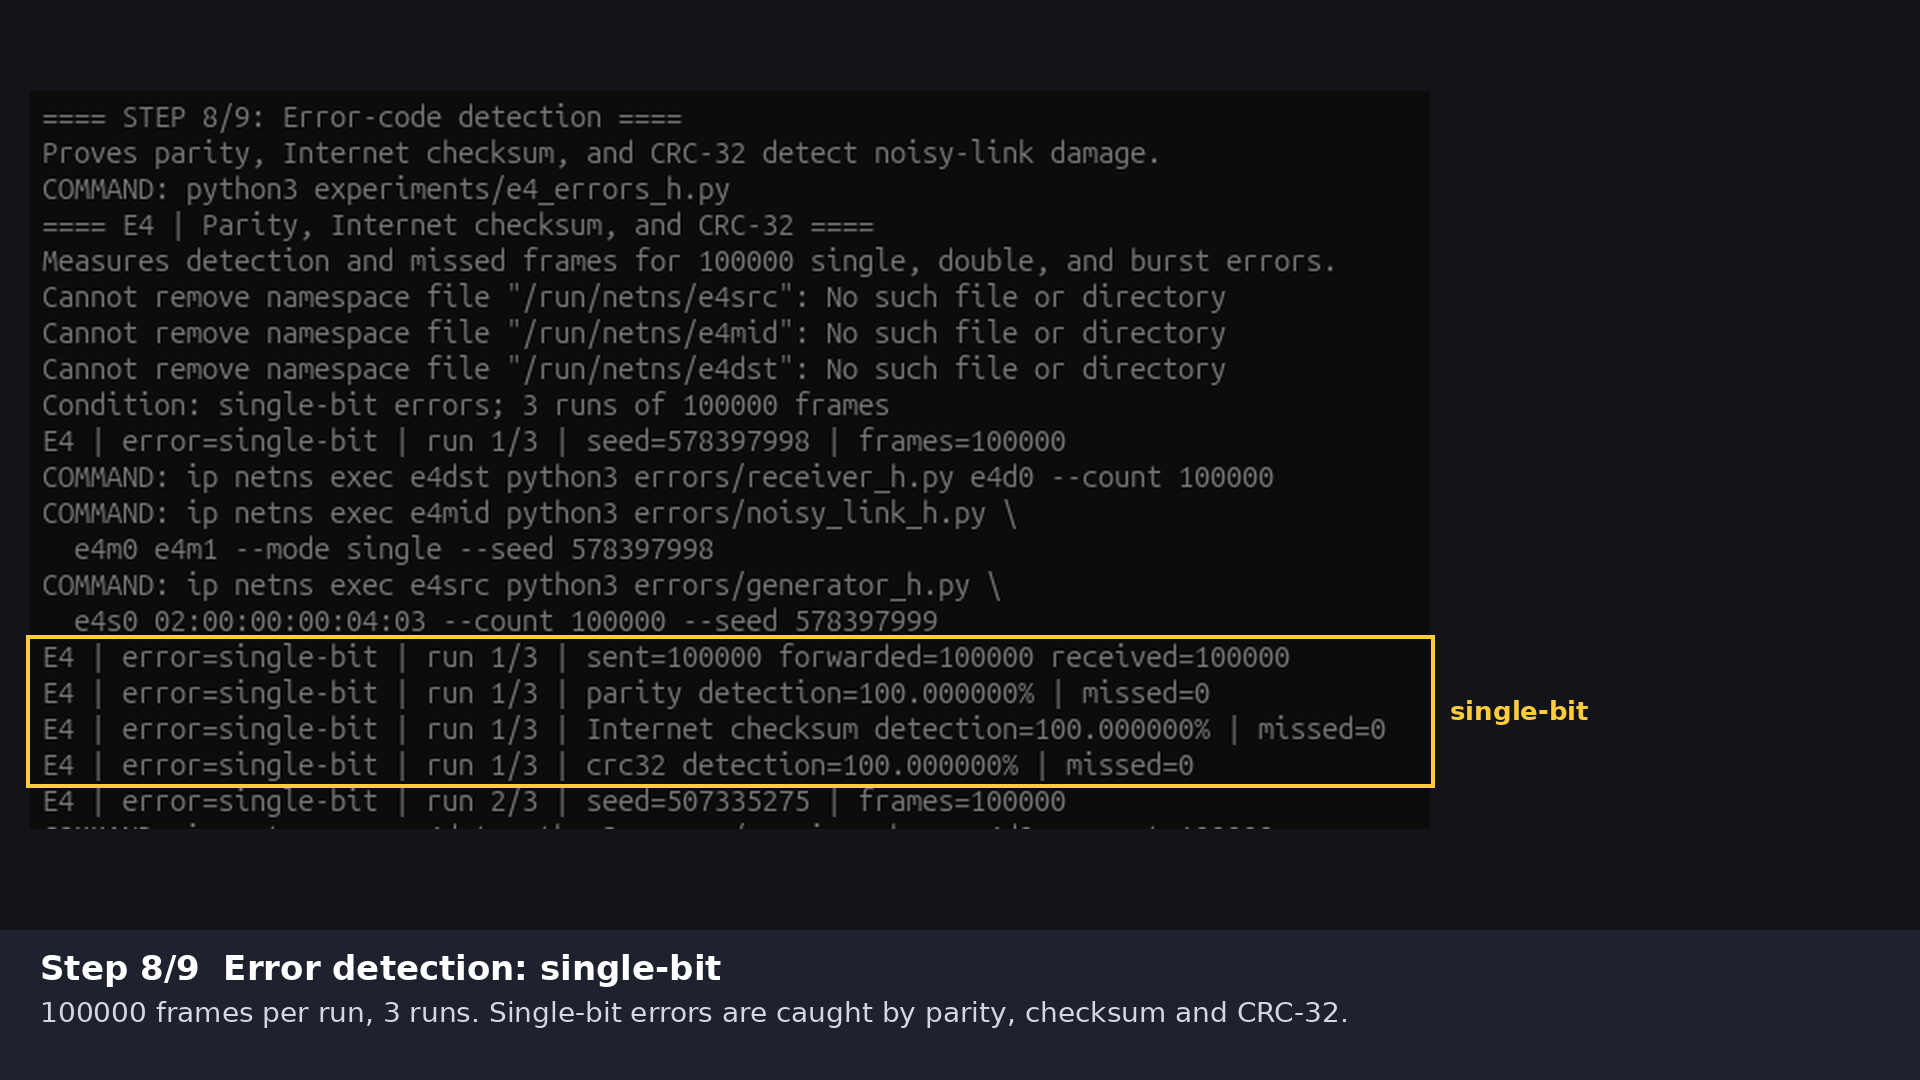 ==== STEP 8/9: Error-code detection ====
Proves parity, Internet checksum, and CRC-32 detect noisy-link damage.
COMMAND: python3 experiments/e4_errors_h.py
==== E4 | Parity, Internet checksum, and CRC-32 ====
Measures detection and missed frames for 100000 single, double, and burst errors.
Cannot remove namespace file "/run/netns/e4src": No such file or directory
Cannot remove namespace file "/run/netns/e4mid": No such file or directory
Cannot remove namespace file "/run/netns/e4dst": No such file or directory
Condition: single-bit errors; 3 runs of 100000 frames
E4 | error=single-bit | run 1/3 | seed=578397998 | frames=100000
COMMAND: ip netns exec e4dst python3 errors/receiver_h.py e4d0 --count 100000
COMMAND: ip netns exec e4mid python3 errors/noisy_link_h.py \
  e4m0 e4m1 --mode single --seed 578397998
COMMAND: ip netns exec e4src python3 errors/generator_h.py \
  e4s0 02:00:00:00:04:03 --count 100000 --seed 578397999
E4 | error=single-bit | run 1/3 | sent=100000 forwarded=100000 received=100000
E4 | error=single-bit | run 1/3 | parity detection=100.000000% | missed=0
E4 | error=single-bit | run 1/3 | Internet checksum detection=100.000000% | missed=0
E4 | error=single-bit | run 1/3 | crc32 detection=100.000000% | missed=0
single-bit
E4 | error=single-bit | run 2/3 | seed=507335275 | frames=100000
Step 8/9  Error detection: single-bit
100000 frames per run, 3 runs. Single-bit errors are caught by parity, checksum and CRC-32.